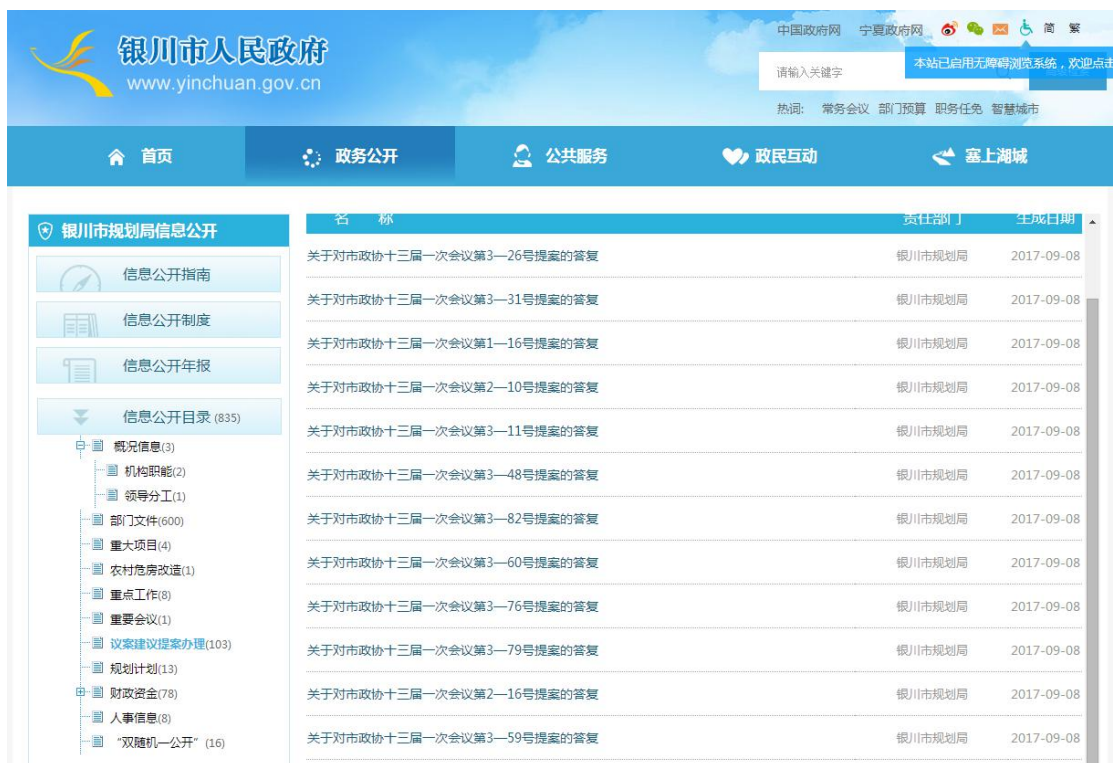 银川市人民政府
www.yinchuan.gov.cn
中国政府网 宁夏政府网 简 繁
请输入关键字
本站已启用无障碍浏览系统，欢迎点击
热词: 常务会议 部门预算 职务任免 智慧城市
首页 政务公开 公共服务 政民互动 塞上湖城
银川市规划局信息公开
信息公开指南
信息公开制度
信息公开年报
信息公开目录 (835)
概况信息(3)
机构职能(2)
领导分工(1)
部门文件(600)
重大项目(4)
农村危房改造(1)
重点工作(8)
重要会议(1)
议案建议提案办理(103)
规划计划(13)
财政资金(78)
人事信息(8)
“双随机一公开” (16)
名 称 责任部门 生成日期
关于对市政协十三届一次会议第3—26号提案的答复 银川市规划局 2017-09-08
关于对市政协十三届一次会议第3—31号提案的答复 银川市规划局 2017-09-08
关于对市政协十三届一次会议第1—16号提案的答复 银川市规划局 2017-09-08
关于对市政协十三届一次会议第2—10号提案的答复 银川市规划局 2017-09-08
关于对市政协十三届一次会议第3—11号提案的答复 银川市规划局 2017-09-08
关于对市政协十三届一次会议第3—48号提案的答复 银川市规划局 2017-09-08
关于对市政协十三届一次会议第3—82号提案的答复 银川市规划局 2017-09-08
关于对市政协十三届一次会议第3—60号提案的答复 银川市规划局 2017-09-08
关于对市政协十三届一次会议第3—76号提案的答复 银川市规划局 2017-09-08
关于对市政协十三届一次会议第3—79号提案的答复 银川市规划局 2017-09-08
关于对市政协十三届一次会议第2—16号提案的答复 银川市规划局 2017-09-08
关于对市政协十三届一次会议第3—59号提案的答复 银川市规划局 2017-09-08